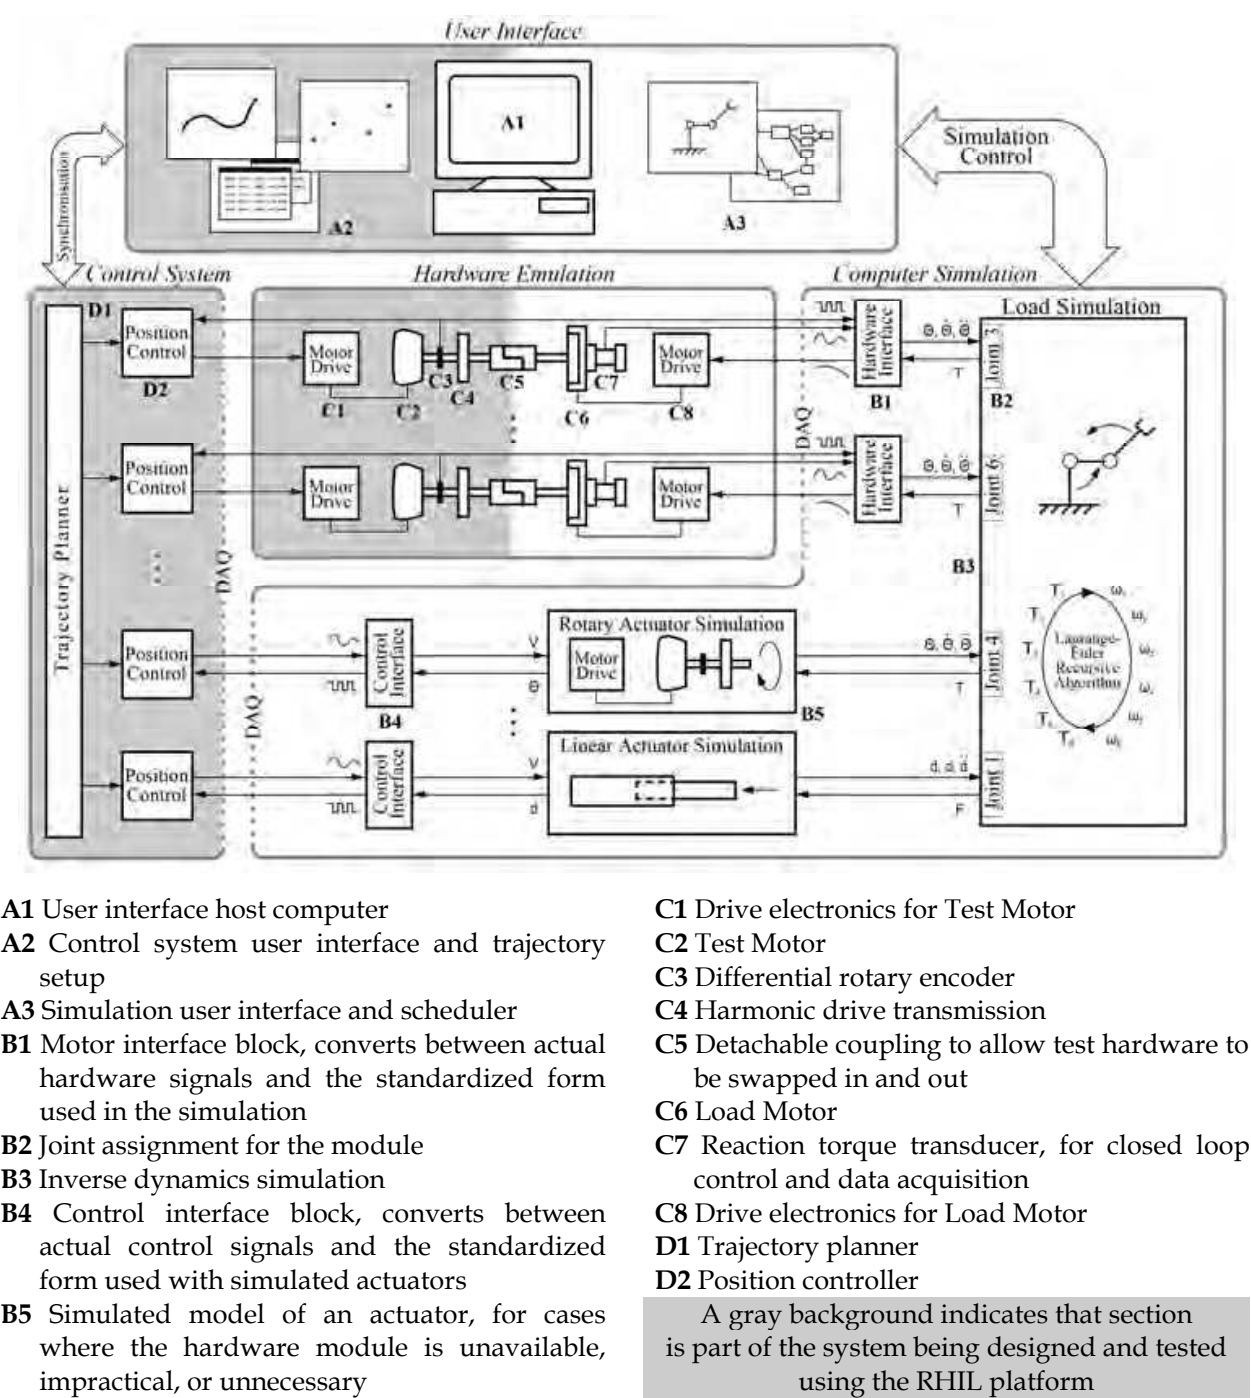 User Interface
A1
A2
A3
Simulation
Control
Synchronisation
Control System
Hardware Emulation
Computer Simulation
Load Simulation
D1
Trajectory Planner
Position
Control
D2
Motor
Drive
C1
C2
C3
C4
C5
C6
C7
Motor
Drive
C8
Hardware
Interface
B1
Θ, Θ̇, Θ̈
T
Joint 3
B2
DAQ
Position
Control
Motor
Drive
Motor
Drive
Hardware
Interface
Θ, Θ̇, Θ̈
T
Joint 6
B3
DAQ
DAQ
Position
Control
Control
Interface
B4
V
Θ
Rotary Actuator Simulation
Motor
Drive
B5
Θ, Θ̇, Θ̈
T
Joint 4
Lagrange-
Euler
Recursive
Algorithm
Position
Control
Control
Interface
V
d
Linear Actuator Simulation
d, ḋ, d̈
F
Joint 1
A1 User interface host computer
A2 Control system user interface and trajectory
setup
A3 Simulation user interface and scheduler
B1 Motor interface block, converts between actual
hardware signals and the standardized form
used in the simulation
B2 Joint assignment for the module
B3 Inverse dynamics simulation
B4 Control interface block, converts between
actual control signals and the standardized
form used with simulated actuators
B5 Simulated model of an actuator, for cases
where the hardware module is unavailable,
impractical, or unnecessary
C1 Drive electronics for Test Motor
C2 Test Motor
C3 Differential rotary encoder
C4 Harmonic drive transmission
C5 Detachable coupling to allow test hardware to
be swapped in and out
C6 Load Motor
C7 Reaction torque transducer, for closed loop
control and data acquisition
C8 Drive electronics for Load Motor
D1 Trajectory planner
D2 Position controller
A gray background indicates that section
is part of the system being designed and tested
using the RHIL platform